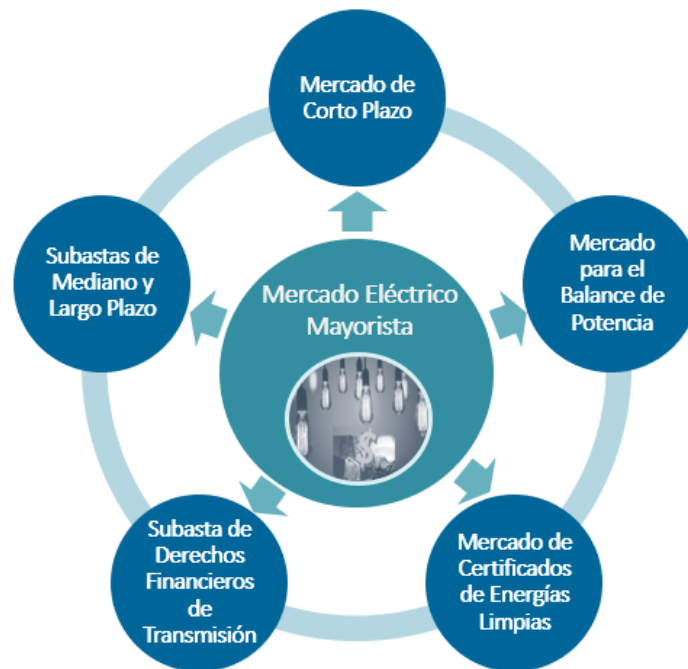 Mercado de
Corto Plazo
Mercado
para el
Balance de
Potencia
Mercado de
Certificados
de Energías
Limpias
Subasta de
Derechos
Financieros
de
Transmisión
Subastas de
Mediano y
Largo Plazo
Mercado Eléctrico
Mayorista
$